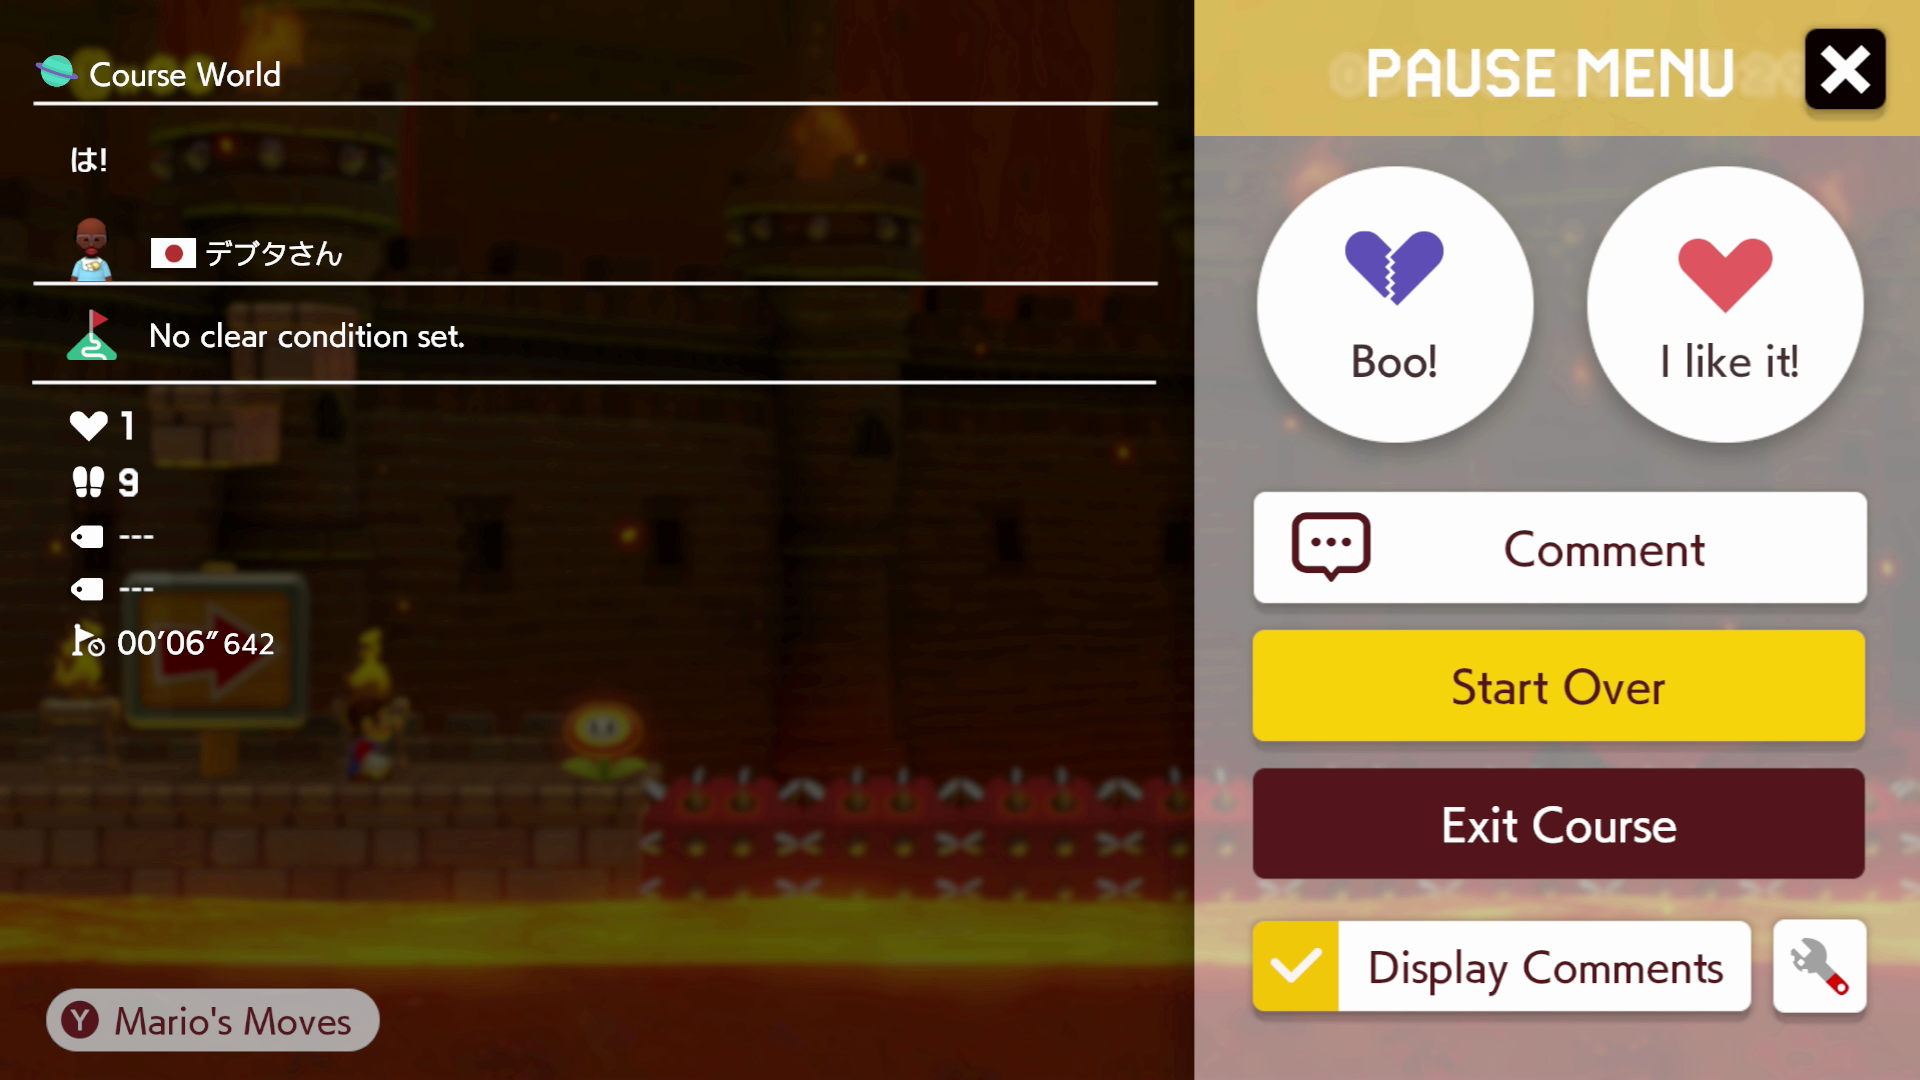 Course World
は!
デブタさん
No clear condition set.
1
9
---
---
00'06"642
Y Mario's Moves
PAUSE MENU
Boo!
I like it!
Comment
Start Over
Exit Course
Display Comments